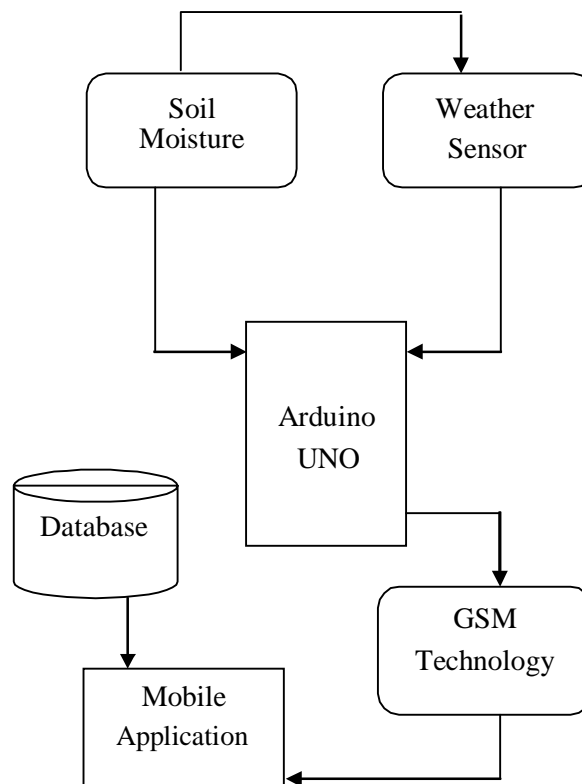 Soil
Moisture
Weather
Sensor
Arduino
UNO
Database
GSM
Technology
Mobile
Application